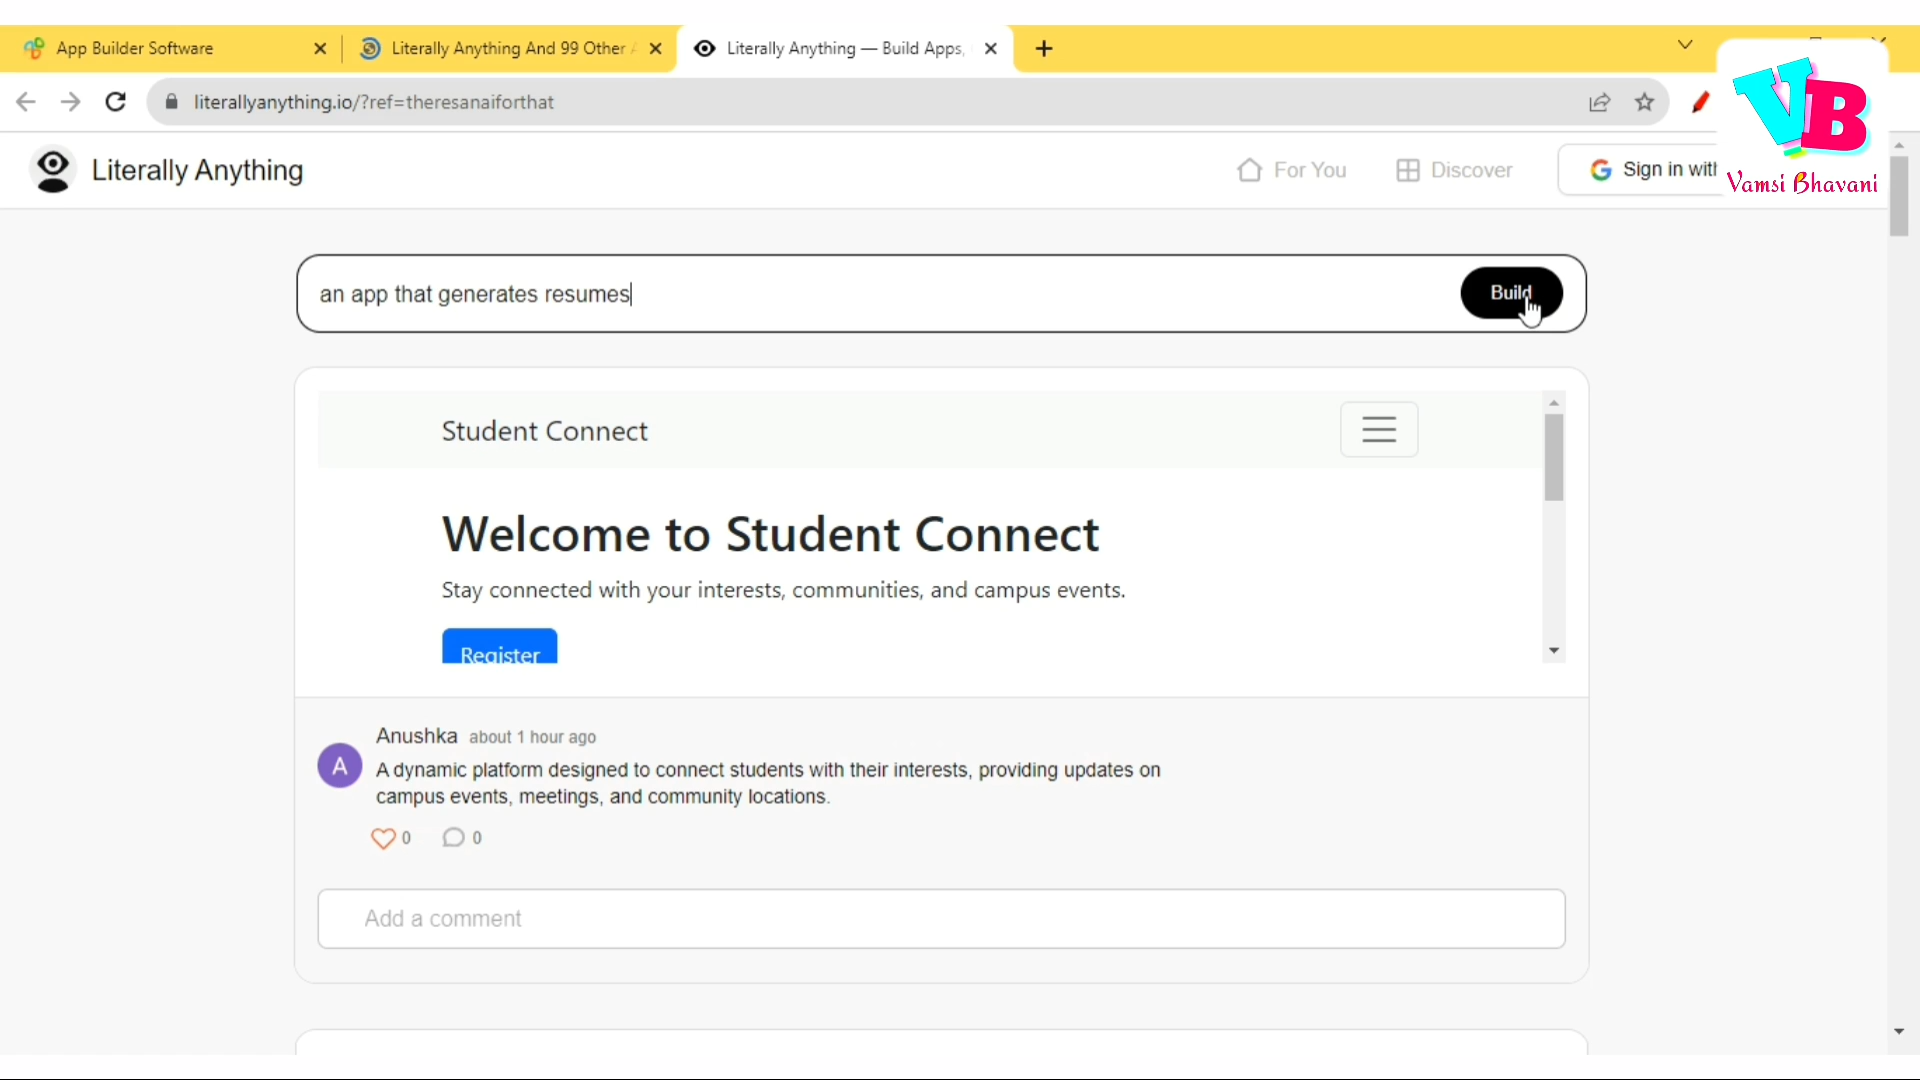 App Builder Software
Literally Anything And 99 Other
Literally Anything — Build Apps,
literallyanything.io/?ref=theresanaiforthat
VB
Vamsi Bhavani
Literally Anything
For You
Discover
Sign in with
an app that generates resumes
Build
Student Connect
Welcome to Student Connect
Stay connected with your interests, communities, and campus events.
Register
Anushka about 1 hour ago
A
A dynamic platform designed to connect students with their interests, providing updates on
campus events, meetings, and community locations.
0 0
Add a comment